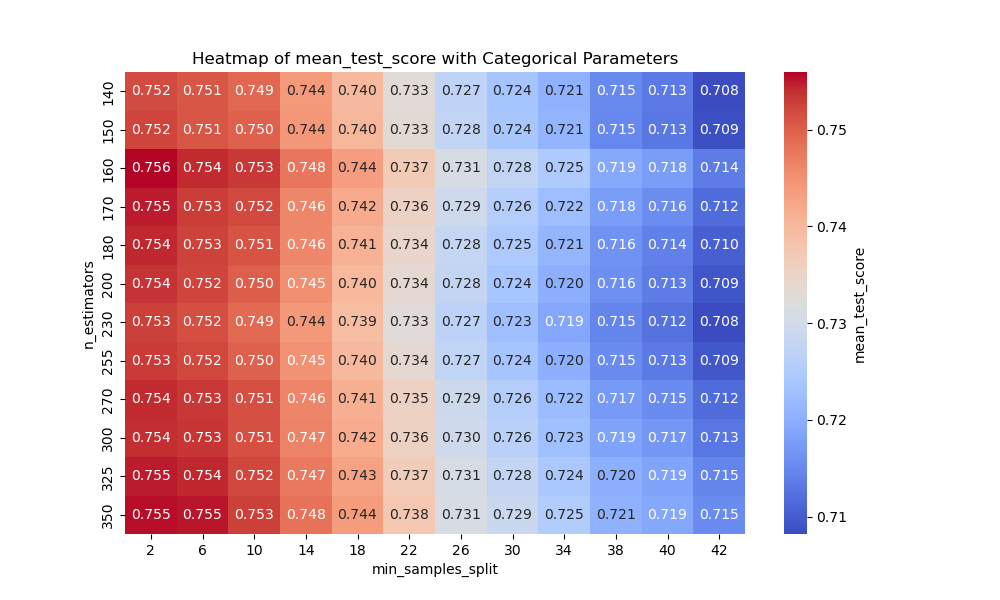 Heatmap of mean_test_score with Categorical Parameters
140 0.752 0.751 0.749 0.744 0.740 0.733 0.727 0.724 0.721 0.715 0.713 0.708
150 0.752 0.751 0.750 0.744 0.740 0.733 0.728 0.724 0.721 0.715 0.713 0.709
160 0.756 0.754 0.753 0.748 0.744 0.737 0.731 0.728 0.725 0.719 0.718 0.714
170 0.755 0.753 0.752 0.746 0.742 0.736 0.729 0.726 0.722 0.718 0.716 0.712
180 0.754 0.753 0.751 0.746 0.741 0.734 0.728 0.725 0.721 0.716 0.714 0.710
200 0.754 0.752 0.750 0.745 0.740 0.734 0.728 0.724 0.720 0.716 0.713 0.709
230 0.753 0.752 0.749 0.744 0.739 0.733 0.727 0.723 0.719 0.715 0.712 0.708
255 0.753 0.752 0.750 0.745 0.740 0.734 0.727 0.724 0.720 0.715 0.713 0.709
270 0.754 0.753 0.751 0.746 0.741 0.735 0.729 0.726 0.722 0.717 0.715 0.712
300 0.754 0.753 0.751 0.747 0.742 0.736 0.730 0.726 0.723 0.719 0.717 0.713
325 0.755 0.754 0.752 0.747 0.743 0.737 0.731 0.728 0.724 0.720 0.719 0.715
350 0.755 0.755 0.753 0.748 0.744 0.738 0.731 0.729 0.725 0.721 0.719 0.715
2 6 10 14 18 22 26 30 34 38 40 42
min_samples_split
n_estimators
0.75
0.74
0.73
0.72
0.71
mean_test_score